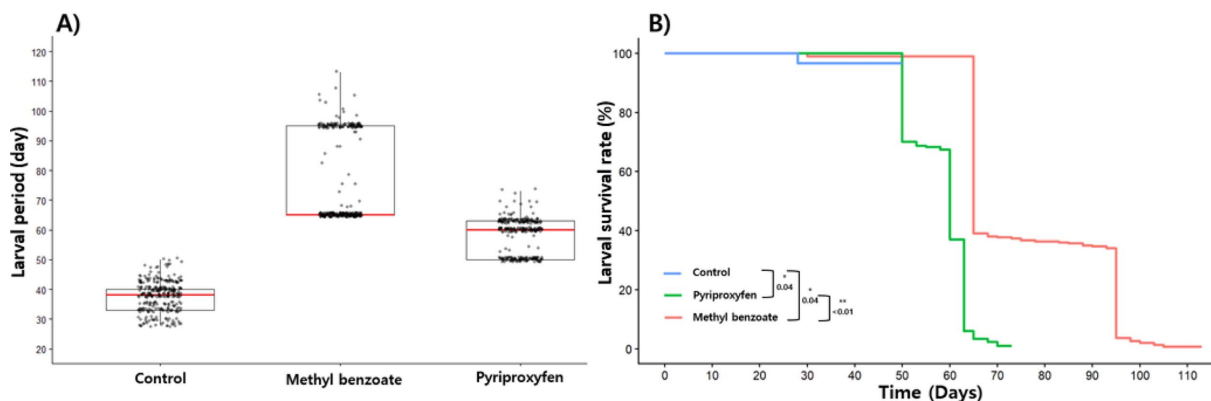 A)
Larval period (day)
120
110
100
90
80
70
60
50
40
30
20
Control Methyl benzoate Pyriproxyfen
B)
Larval survival rate (%)
100
80
60
40
20
0
Control
Pyriproxyfen
Methyl benzoate
*
0.04
*
0.04
**
<0.01
0 10 20 30 40 50 60 70 80 90 100 110
Time (Days)